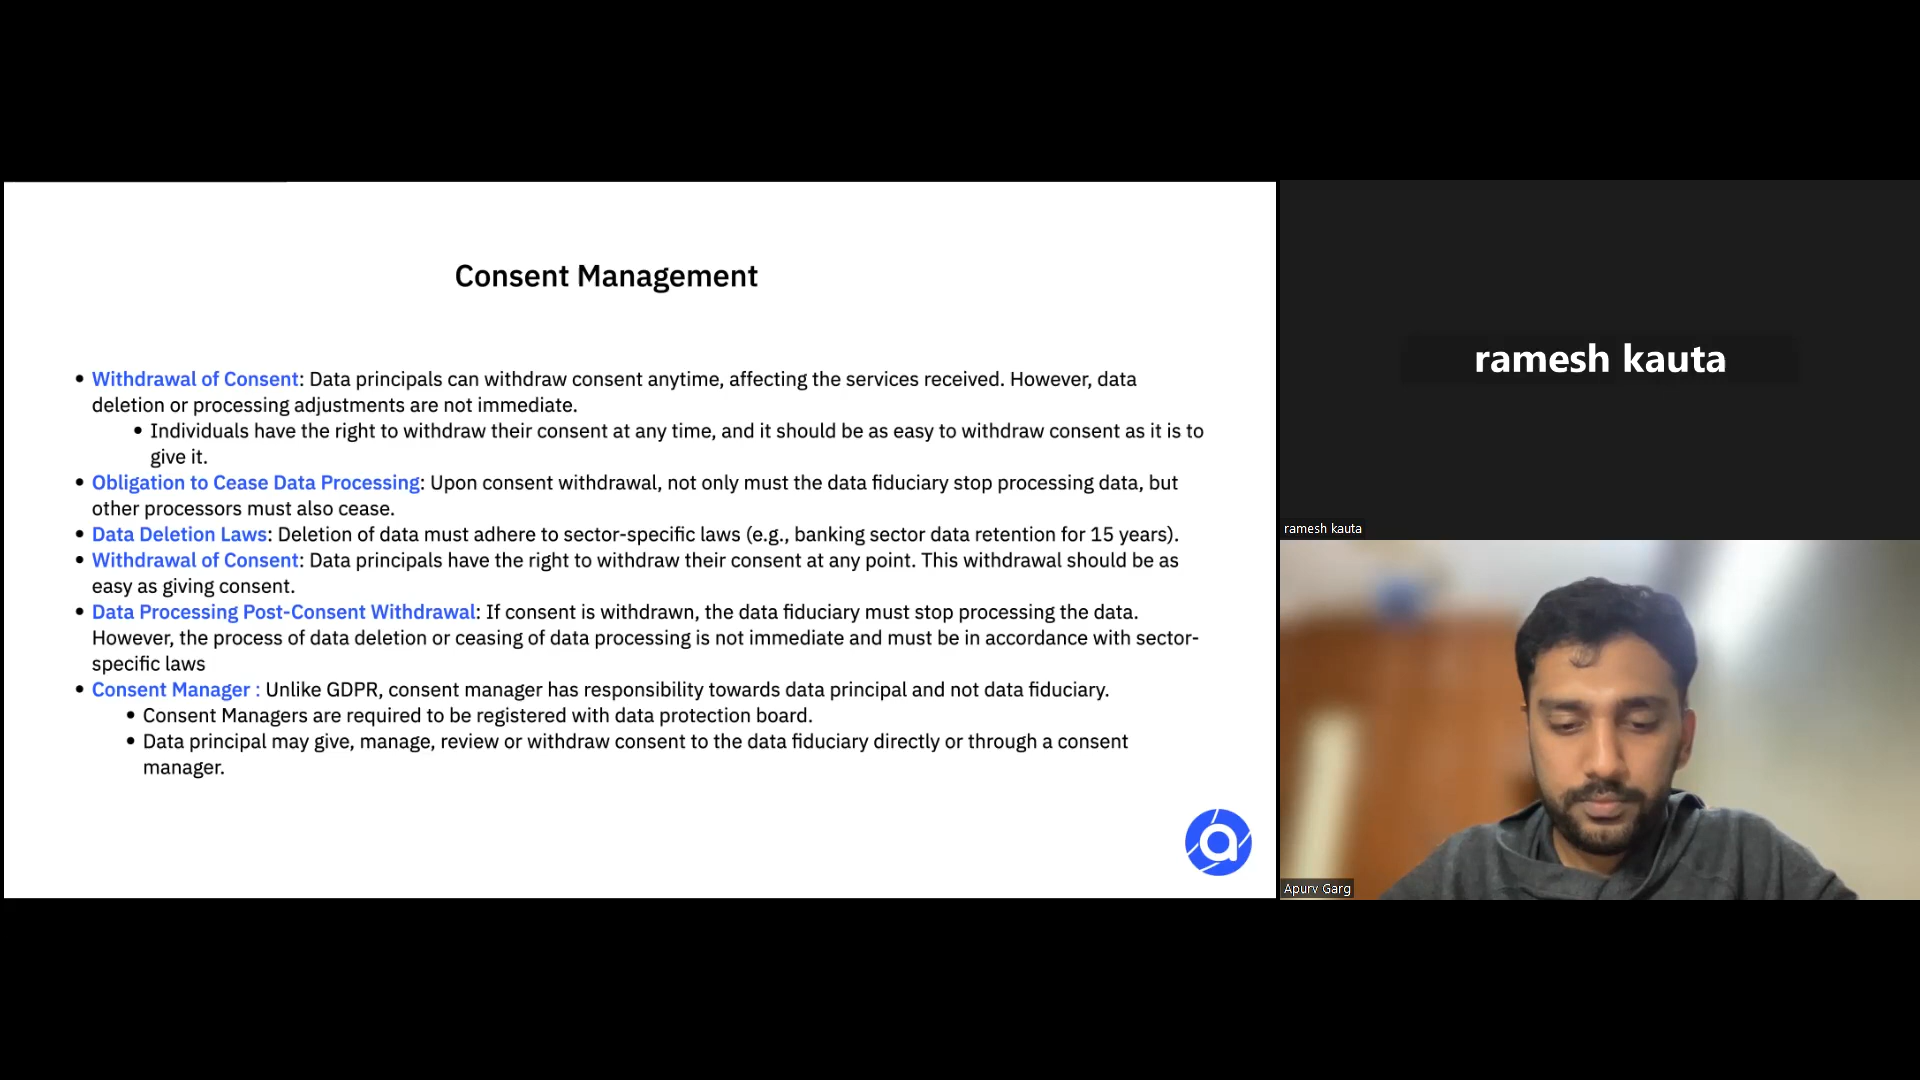 Consent Management
• Withdrawal of Consent: Data principals can withdraw consent anytime, affecting the services received. However, data
deletion or processing adjustments are not immediate.
• Individuals have the right to withdraw their consent at any time, and it should be as easy to withdraw consent as it is to
give it.
• Obligation to Cease Data Processing: Upon consent withdrawal, not only must the data fiduciary stop processing data, but
other processors must also cease.
• Data Deletion Laws: Deletion of data must adhere to sector-specific laws (e.g., banking sector data retention for 15 years).
• Withdrawal of Consent: Data principals have the right to withdraw their consent at any point. This withdrawal should be as
easy as giving consent.
• Data Processing Post-Consent Withdrawal: If consent is withdrawn, the data fiduciary must stop processing the data.
However, the process of data deletion or ceasing of data processing is not immediate and must be in accordance with sector-
specific laws
• Consent Manager : Unlike GDPR, consent manager has responsibility towards data principal and not data fiduciary.
• Consent Managers are required to be registered with data protection board.
• Data principal may give, manage, review or withdraw consent to the data fiduciary directly or through a consent
manager.
a
ramesh kauta
ramesh kauta
Apurv Garg